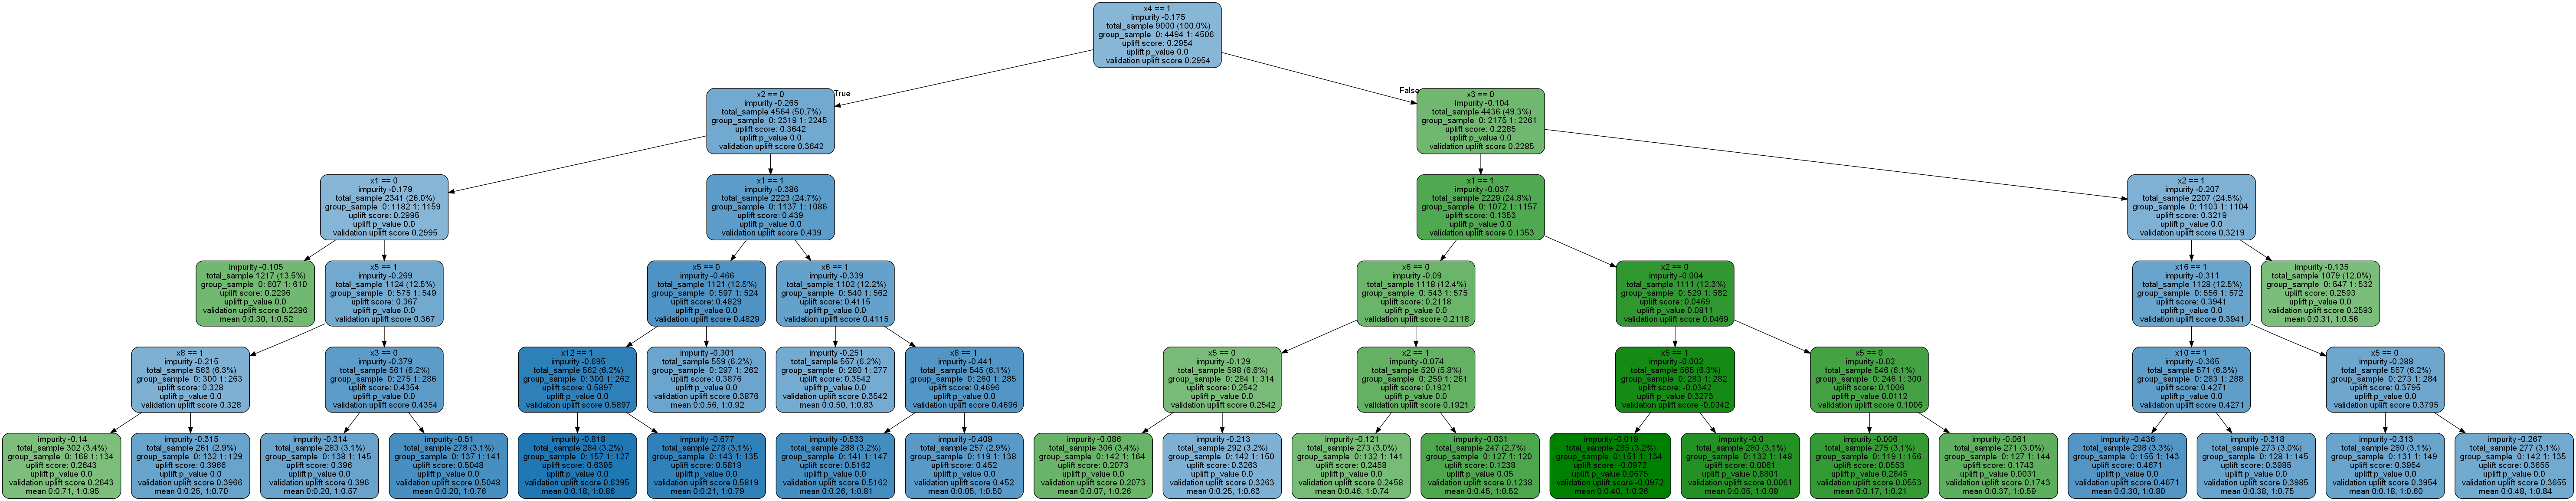 x4 == 1
impurity -0.175
total_sample 9000 (100.0%)
group_sample 0: 4494 1: 4506
uplift score: 0.2954
uplift p_value 0.0
validation uplift score 0.2954
True
False
x2 == 0
impurity -0.265
total_sample 4564 (50.7%)
group_sample 0: 2319 1: 2245
uplift score: 0.3642
uplift p_value 0.0
validation uplift score 0.3642
x3 == 0
impurity -0.104
total_sample 4436 (49.3%)
group_sample 0: 2175 1: 2261
uplift score: 0.2285
uplift p_value 0.0
validation uplift score 0.2285
x1 == 0
impurity -0.179
total_sample 2341 (26.0%)
group_sample 0: 1182 1: 1159
uplift score: 0.2995
uplift p_value 0.0
validation uplift score 0.2995
x1 == 1
impurity -0.386
total_sample 2223 (24.7%)
group_sample 0: 1137 1: 1086
uplift score: 0.439
uplift p_value 0.0
validation uplift score 0.439
x1 == 1
impurity -0.037
total_sample 2229 (24.8%)
group_sample 0: 1072 1: 1157
uplift score: 0.1353
uplift p_value 0.0
validation uplift score 0.1353
x2 == 1
impurity -0.207
total_sample 2207 (24.5%)
group_sample 0: 1103 1: 1104
uplift score: 0.3219
uplift p_value 0.0
validation uplift score 0.3219
impurity -0.105
total_sample 1217 (13.5%)
group_sample 0: 607 1: 610
uplift score: 0.2296
uplift p_value 0.0
validation uplift score 0.2296
mean 0:0.30, 1:0.52
x5 == 1
impurity -0.269
total_sample 1124 (12.5%)
group_sample 0: 575 1: 549
uplift score: 0.367
uplift p_value 0.0
validation uplift score 0.367
x5 == 0
impurity -0.466
total_sample 1121 (12.5%)
group_sample 0: 597 1: 524
uplift score: 0.4829
uplift p_value 0.0
validation uplift score 0.4829
x6 == 1
impurity -0.339
total_sample 1102 (12.2%)
group_sample 0: 540 1: 562
uplift score: 0.4115
uplift p_value 0.0
validation uplift score 0.4115
x6 == 0
impurity -0.09
total_sample 1118 (12.4%)
group_sample 0: 543 1: 575
uplift score: 0.2118
uplift p_value 0.0
validation uplift score 0.2118
x2 == 0
impurity -0.004
total_sample 1111 (12.3%)
group_sample 0: 529 1: 582
uplift score: 0.0469
uplift p_value 0.0811
validation uplift score 0.0469
x16 == 1
impurity -0.311
total_sample 1128 (12.5%)
group_sample 0: 556 1: 572
uplift score: 0.3941
uplift p_value 0.0
validation uplift score 0.3941
impurity -0.135
total_sample 1079 (12.0%)
group_sample 0: 547 1: 532
uplift score: 0.2593
uplift p_value 0.0
validation uplift score 0.2593
mean 0:0.31, 1:0.56
x8 == 1
impurity -0.215
total_sample 563 (6.3%)
group_sample 0: 300 1: 263
uplift score: 0.328
uplift p_value 0.0
validation uplift score 0.328
x3 == 0
impurity -0.379
total_sample 561 (6.2%)
group_sample 0: 275 1: 286
uplift score: 0.4354
uplift p_value 0.0
validation uplift score 0.4354
x12 == 1
impurity -0.695
total_sample 562 (6.2%)
group_sample 0: 300 1: 262
uplift score: 0.5897
uplift p_value 0.0
validation uplift score 0.5897
impurity -0.301
total_sample 559 (6.2%)
group_sample 0: 297 1: 262
uplift score: 0.3876
uplift p_value 0.0
validation uplift score 0.3876
mean 0:0.56, 1:0.92
impurity -0.251
total_sample 557 (6.2%)
group_sample 0: 280 1: 277
uplift score: 0.3542
uplift p_value 0.0
validation uplift score 0.3542
mean 0:0.50, 1:0.83
x8 == 1
impurity -0.441
total_sample 545 (6.1%)
group_sample 0: 260 1: 285
uplift score: 0.4696
uplift p_value 0.0
validation uplift score 0.4696
x5 == 0
impurity -0.129
total_sample 598 (6.6%)
group_sample 0: 284 1: 314
uplift score: 0.2542
uplift p_value 0.0
validation uplift score 0.2542
x2 == 1
impurity -0.074
total_sample 520 (5.8%)
group_sample 0: 259 1: 261
uplift score: 0.1921
uplift p_value 0.0
validation uplift score 0.1921
x5 == 1
impurity -0.002
total_sample 565 (6.3%)
group_sample 0: 283 1: 282
uplift score: -0.0342
uplift p_value 0.3273
validation uplift score -0.0342
x5 == 0
impurity -0.02
total_sample 546 (6.1%)
group_sample 0: 246 1: 300
uplift score: 0.1006
uplift p_value 0.0112
validation uplift score 0.1006
x10 == 1
impurity -0.365
total_sample 571 (6.3%)
group_sample 0: 283 1: 288
uplift score: 0.4271
uplift p_value 0.0
validation uplift score 0.4271
x5 == 0
impurity -0.288
total_sample 557 (6.2%)
group_sample 0: 273 1: 284
uplift score: 0.3795
uplift p_value 0.0
validation uplift score 0.3795
impurity -0.14
total_sample 302 (3.4%)
group_sample 0: 168 1: 134
uplift score: 0.2643
uplift p_value 0.0
validation uplift score 0.2643
mean 0:0.71, 1:0.95
impurity -0.315
total_sample 261 (2.9%)
group_sample 0: 132 1: 129
uplift score: 0.3966
uplift p_value 0.0
validation uplift score 0.3966
mean 0:0.25, 1:0.70
impurity -0.314
total_sample 283 (3.1%)
group_sample 0: 138 1: 145
uplift score: 0.396
uplift p_value 0.0
validation uplift score 0.396
mean 0:0.20, 1:0.57
impurity -0.51
total_sample 278 (3.1%)
group_sample 0: 137 1: 141
uplift score: 0.5048
uplift p_value 0.0
validation uplift score 0.5048
mean 0:0.20, 1:0.76
impurity -0.818
total_sample 284 (3.2%)
group_sample 0: 157 1: 127
uplift score: 0.6395
uplift p_value 0.0
validation uplift score 0.6395
mean 0:0.18, 1:0.86
impurity -0.677
total_sample 278 (3.1%)
group_sample 0: 143 1: 135
uplift score: 0.5819
uplift p_value 0.0
validation uplift score 0.5819
mean 0:0.21, 1:0.79
impurity -0.533
total_sample 288 (3.2%)
group_sample 0: 141 1: 147
uplift score: 0.5162
uplift p_value 0.0
validation uplift score 0.5162
mean 0:0.26, 1:0.81
impurity -0.409
total_sample 257 (2.9%)
group_sample 0: 119 1: 138
uplift score: 0.452
uplift p_value 0.0
validation uplift score 0.452
mean 0:0.05, 1:0.50
impurity -0.086
total_sample 306 (3.4%)
group_sample 0: 142 1: 164
uplift score: 0.2073
uplift p_value 0.0
validation uplift score 0.2073
mean 0:0.07, 1:0.26
impurity -0.213
total_sample 292 (3.2%)
group_sample 0: 142 1: 150
uplift score: 0.3263
uplift p_value 0.0
validation uplift score 0.3263
mean 0:0.25, 1:0.63
impurity -0.121
total_sample 273 (3.0%)
group_sample 0: 132 1: 141
uplift score: 0.2458
uplift p_value 0.0
validation uplift score 0.2458
mean 0:0.46, 1:0.74
impurity -0.031
total_sample 247 (2.7%)
group_sample 0: 127 1: 120
uplift score: 0.1238
uplift p_value 0.05
validation uplift score 0.1238
mean 0:0.45, 1:0.52
impurity -0.019
total_sample 285 (3.2%)
group_sample 0: 151 1: 134
uplift score: -0.0972
uplift p_value 0.0675
validation uplift score -0.0972
mean 0:0.40, 1:0.26
impurity -0.0
total_sample 280 (3.1%)
group_sample 0: 132 1: 148
uplift score: 0.0061
uplift p_value 0.8801
validation uplift score 0.0061
mean 0:0.05, 1:0.09
impurity -0.006
total_sample 275 (3.1%)
group_sample 0: 119 1: 156
uplift score: 0.0553
uplift p_value 0.2845
validation uplift score 0.0553
mean 0:0.17, 1:0.21
impurity -0.061
total_sample 271 (3.0%)
group_sample 0: 127 1: 144
uplift score: 0.1743
uplift p_value 0.0031
validation uplift score 0.1743
mean 0:0.37, 1:0.59
impurity -0.436
total_sample 298 (3.3%)
group_sample 0: 155 1: 143
uplift score: 0.4671
uplift p_value 0.0
validation uplift score 0.4671
mean 0:0.30, 1:0.80
impurity -0.318
total_sample 273 (3.0%)
group_sample 0: 128 1: 145
uplift score: 0.3985
uplift p_value 0.0
validation uplift score 0.3985
mean 0:0.38, 1:0.75
impurity -0.313
total_sample 280 (3.1%)
group_sample 0: 131 1: 149
uplift score: 0.3954
uplift p_value 0.0
validation uplift score 0.3954
mean 0:0.18, 1:0.60
impurity -0.267
total_sample 277 (3.1%)
group_sample 0: 142 1: 135
uplift score: 0.3655
uplift p_value 0.0
validation uplift score 0.3655
mean 0:0.48, 1:0.84